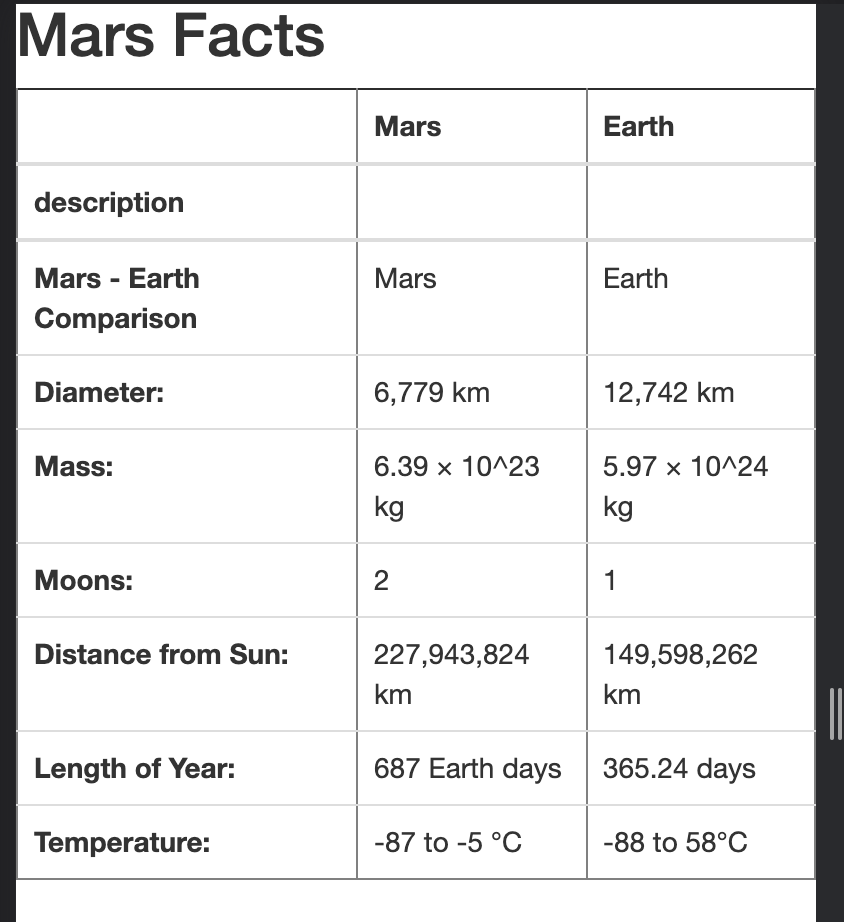 Mars Facts
Mars Earth
description
Mars - Earth Mars Earth
Comparison
Diameter: 6,779 km 12,742 km
Mass: 6.39 × 10^23 5.97 × 10^24
kg kg
Moons: 2 1
Distance from Sun: 227,943,824 149,598,262
km km
Length of Year: 687 Earth days 365.24 days
Temperature: -87 to -5 °C -88 to 58°C